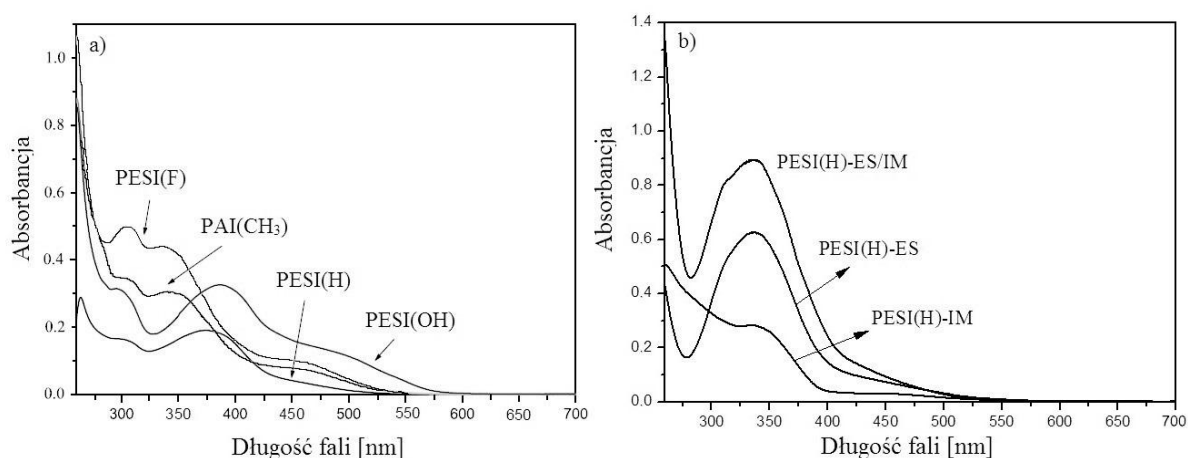 a)
Absorbancja
1.0
0.8
0.6
0.4
0.2
0.0
PESI(F)
PAI(CH₃)
PESI(H)
PESI(OH)
300 350 400 450 500 550 600 650 700
Długość fali [nm]
b)
Absorbancja
1.4
1.2
1.0
0.8
0.6
0.4
0.2
0.0
PESI(H)-ES/IM
PESI(H)-ES
PESI(H)-IM
300 350 400 450 500 550 600 650 700
Długość fali [nm]